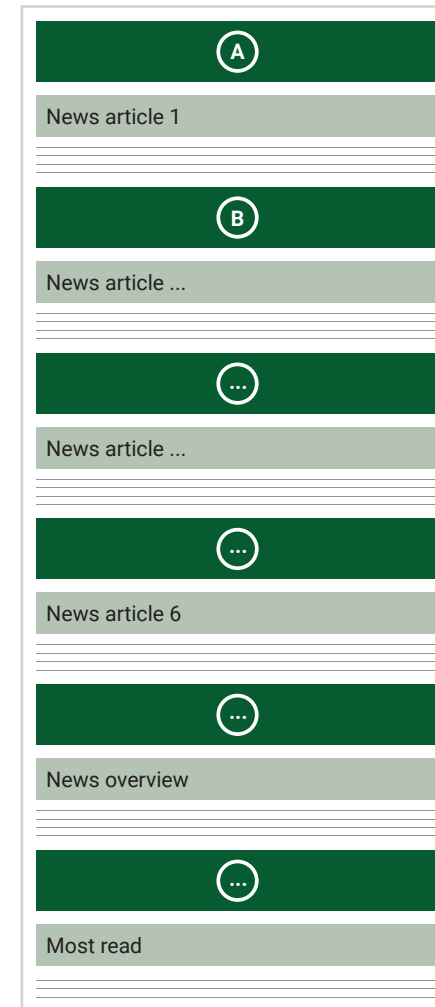 A
News article 1
B
News article ...
...
News article ...
...
News article 6
...
News overview
...
Most read